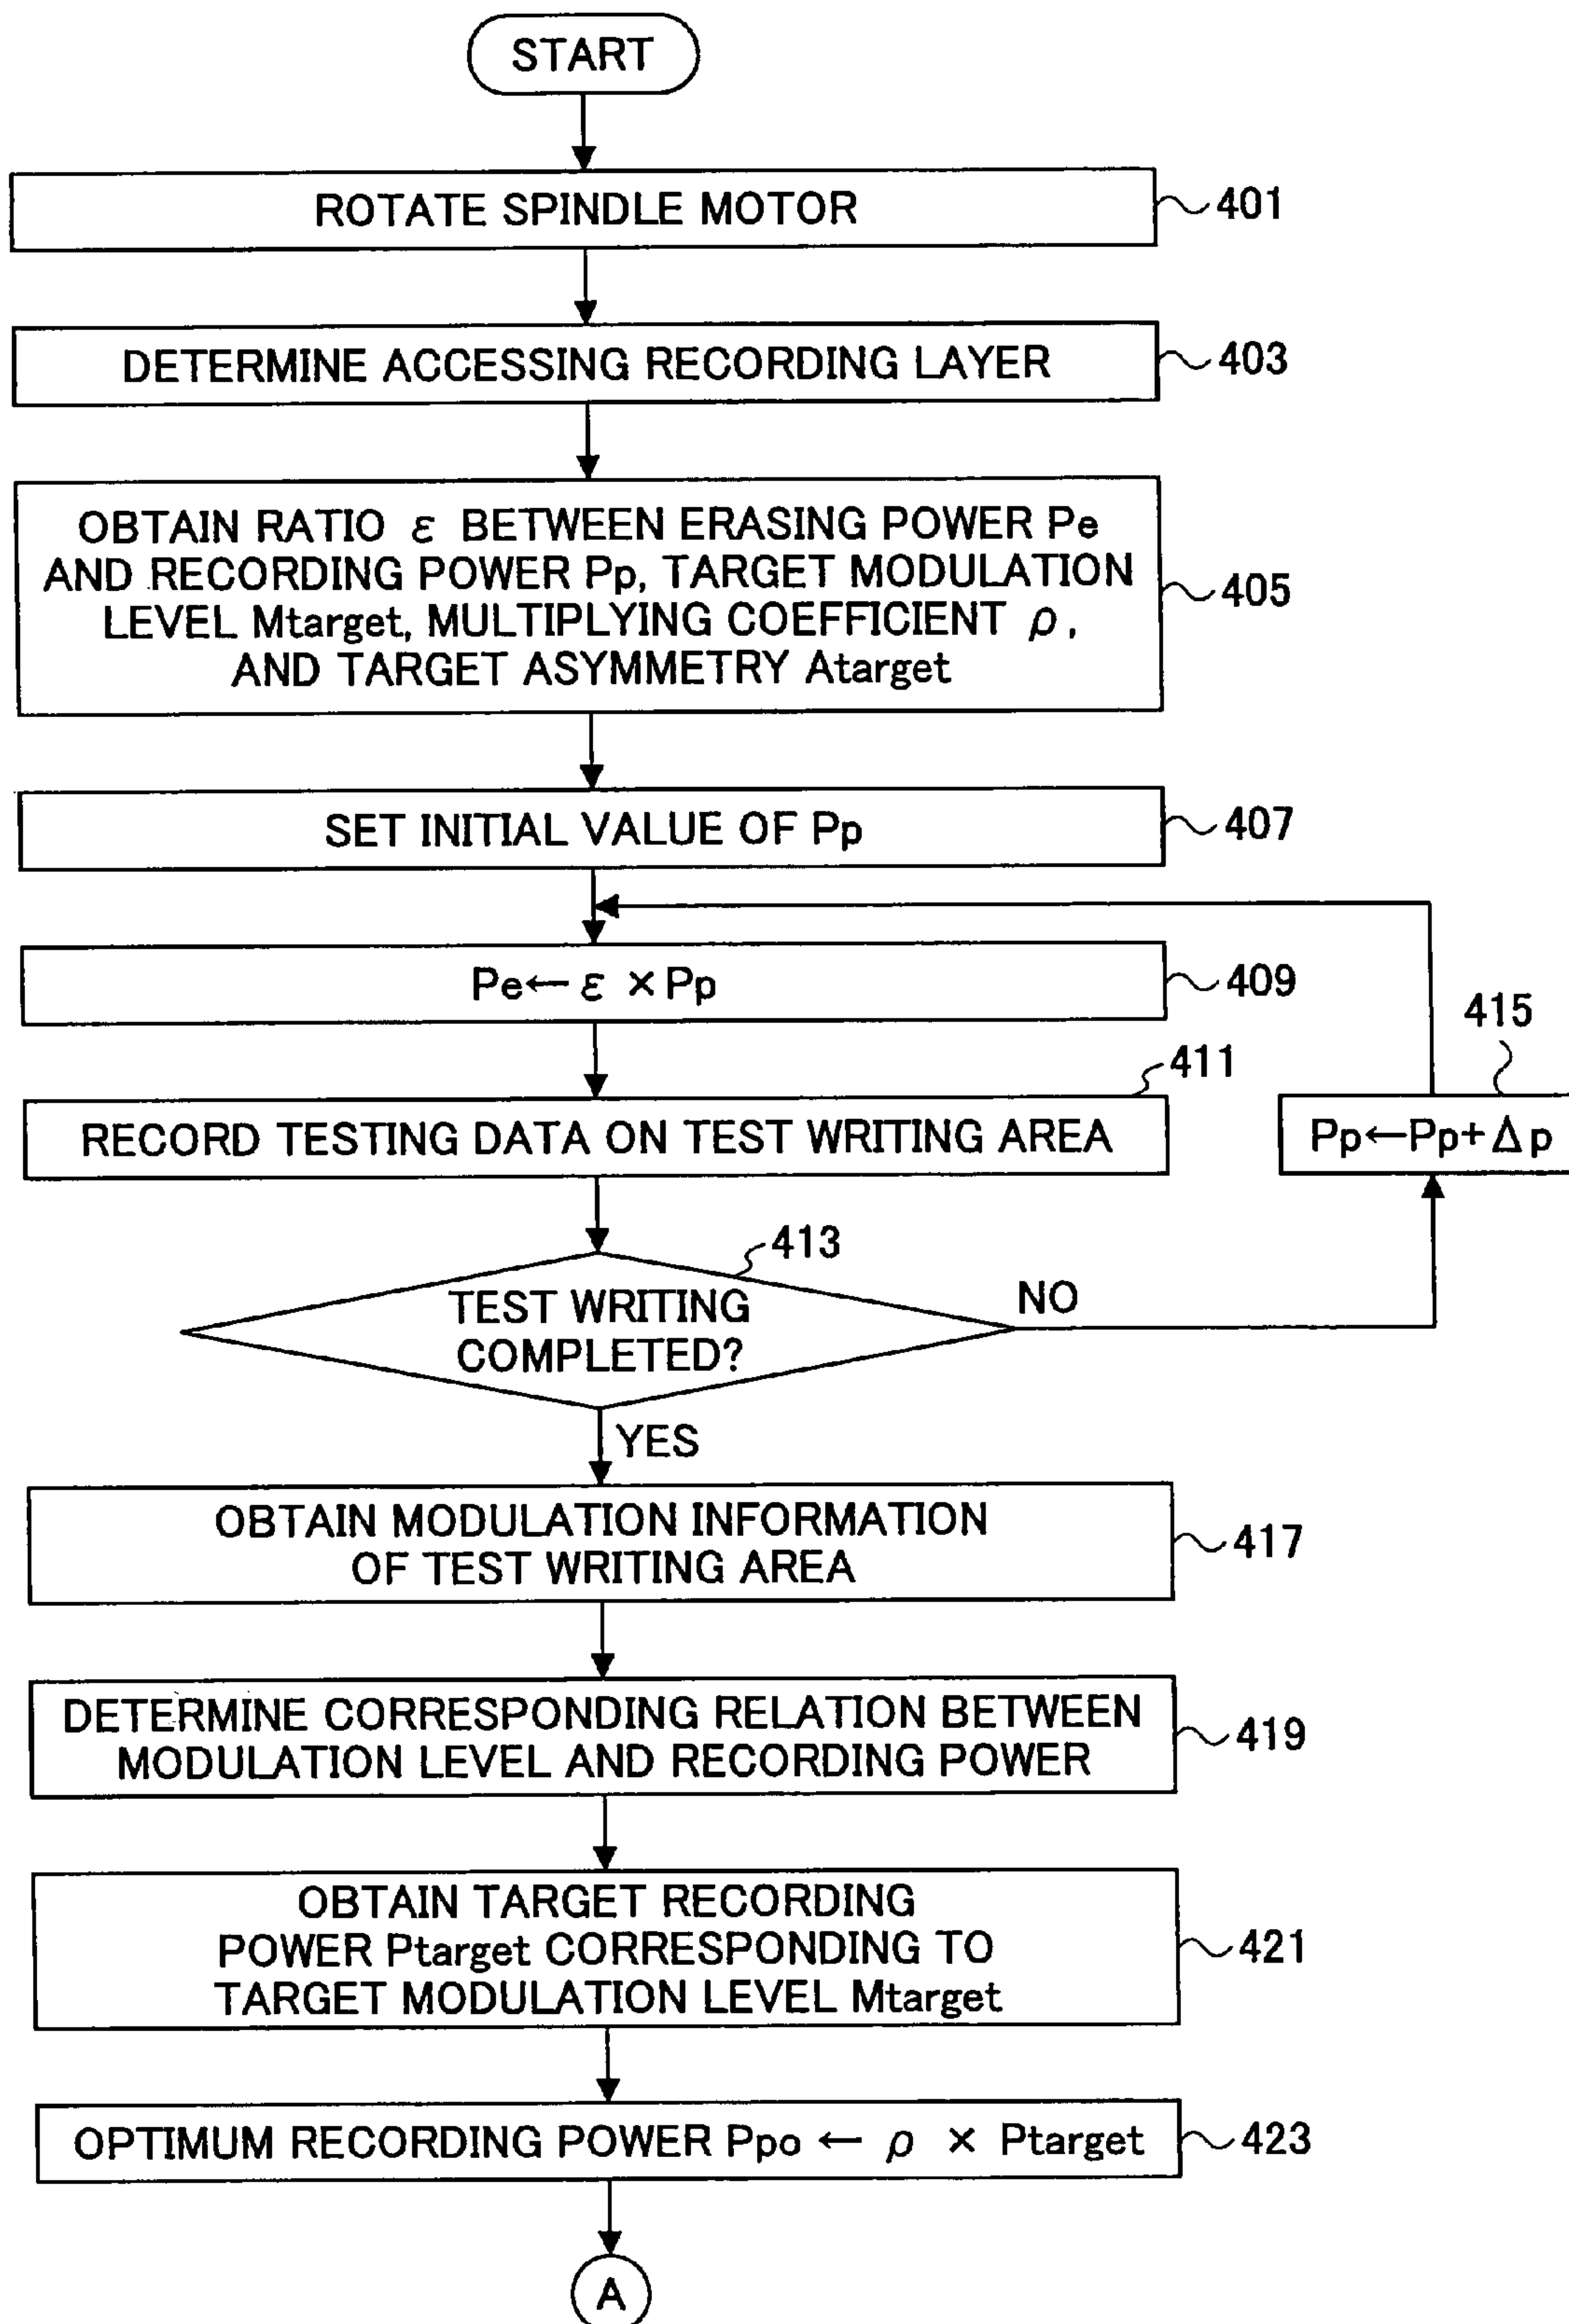 START
ROTATE SPINDLE MOTOR
401
DETERMINE ACCESSING RECORDING LAYER
403
OBTAIN RATIO ε BETWEEN ERASING POWER Pe
AND RECORDING POWER Pp, TARGET MODULATION
LEVEL Mtarget, MULTIPLYING COEFFICIENT ρ,
AND TARGET ASYMMETRY Atarget
405
SET INITIAL VALUE OF Pp
407
Pe←ε×Pp
409
RECORD TESTING DATA ON TEST WRITING AREA
411
Pp←Pp+Δp
415
TEST WRITING
COMPLETED?
413
NO
YES
OBTAIN MODULATION INFORMATION
OF TEST WRITING AREA
417
DETERMINE CORRESPONDING RELATION BETWEEN
MODULATION LEVEL AND RECORDING POWER
419
OBTAIN TARGET RECORDING
POWER Ptarget CORRESPONDING TO
TARGET MODULATION LEVEL Mtarget
421
OPTIMUM RECORDING POWER Ppo ← ρ × Ptarget
423
A